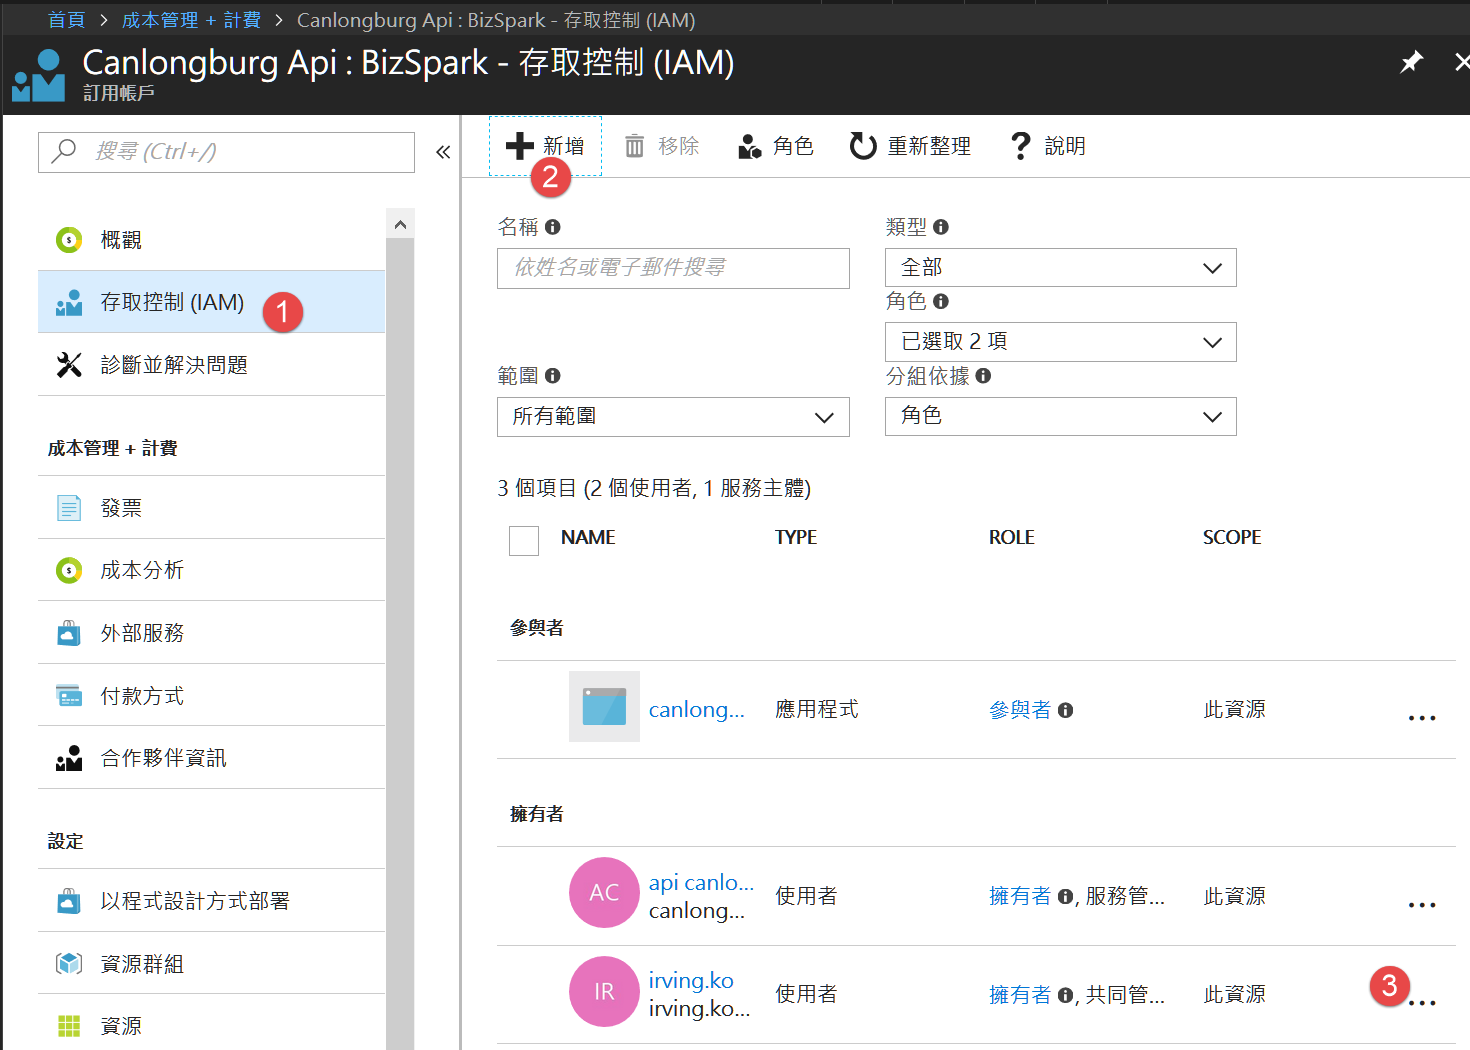 首頁 > 成本管理 + 計費 > Canlongburg Api : BizSpark - 存取控制 (IAM)
Canlongburg Api : BizSpark - 存取控制 (IAM)
訂用帳戶
搜尋 (Ctrl+/)
概觀
存取控制 (IAM)
1
診斷並解決問題
成本管理 + 計費
發票
成本分析
外部服務
付款方式
合作夥伴資訊
設定
以程式設計方式部署
資源群組
資源
新增
2
移除
角色
重新整理
說明
名稱
依姓名或電子郵件搜尋
類型
全部
角色
已選取 2 項
範圍
所有範圍
分組依據
角色
3 個項目 (2 個使用者, 1 服務主體)
NAME TYPE ROLE SCOPE
參與者
canlong... 應用程式 參與者 此資源 ...
擁有者
AC
api canlo...
canlong...
使用者 擁有者 , 服務管... 此資源 ...
IR
irving.ko
irving.ko...
使用者 擁有者 , 共同管... 此資源 3 ...